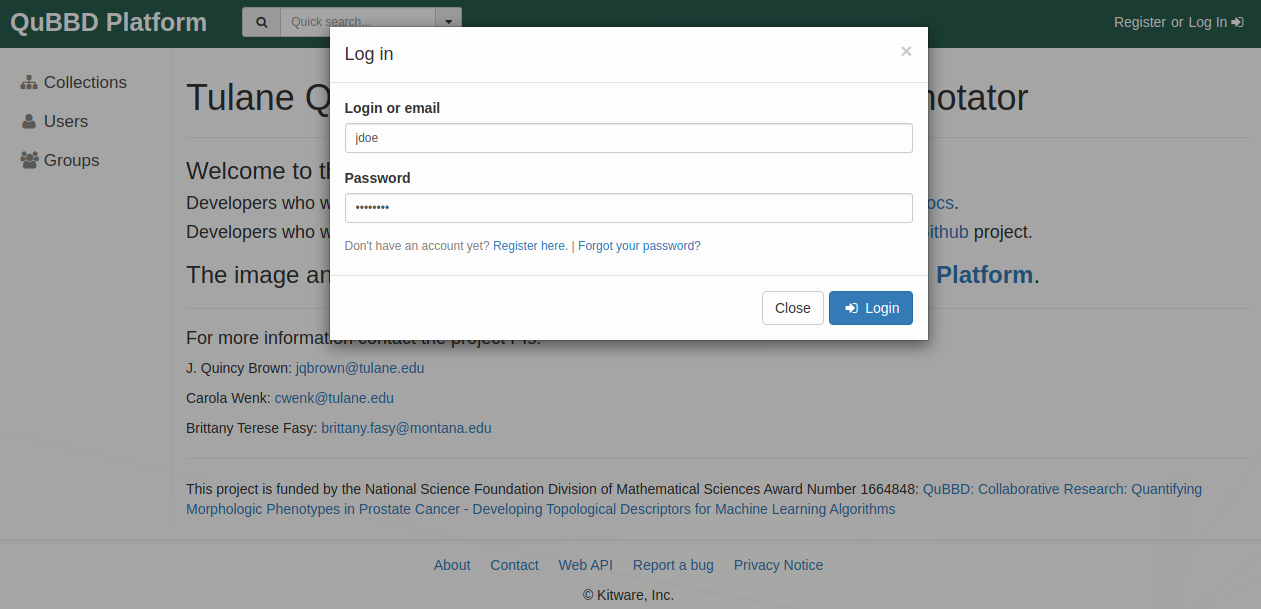 QuBBD Platform
Quick search...
Register or Log In
Log in
×
Login or email
jdoe
Password
••••••••
Don't have an account yet? Register here. | Forgot your password?
Close
Login
Collections
Users
Groups
Tulane
Welcome to
Developers who
Developers who
project.
The image
Platform.
For more information contact the project PIs:
J. Quincy Brown: jqbrown@tulane.edu
Carola Wenk: cwenk@tulane.edu
Brittany Terese Fasy: brittany.fasy@montana.edu
This project is funded by the National Science Foundation Division of Mathematical Sciences Award Number 1664848: QuBBD: Collaborative Research: Quantifying
Morphologic Phenotypes in Prostate Cancer - Developing Topological Descriptors for Machine Learning Algorithms
About Contact Web API Report a bug Privacy Notice
© Kitware, Inc.